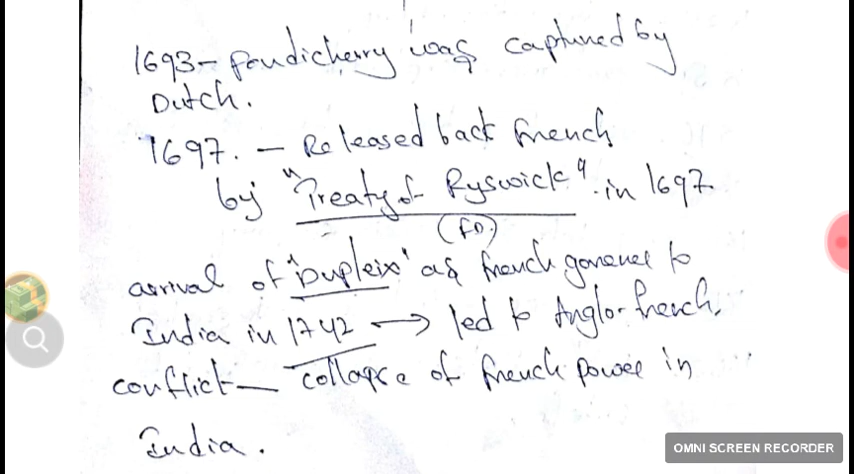 1693 - Pondicherry was captured by
Dutch.
1697. - Released back French
by "Treaty of Ryswick". in 1697.
arrival of "Dupleix" as french governer to
India in 1742 → led to Anglo-french
conflict — collapse of french power in
India.
OMNI SCREEN RECORDER